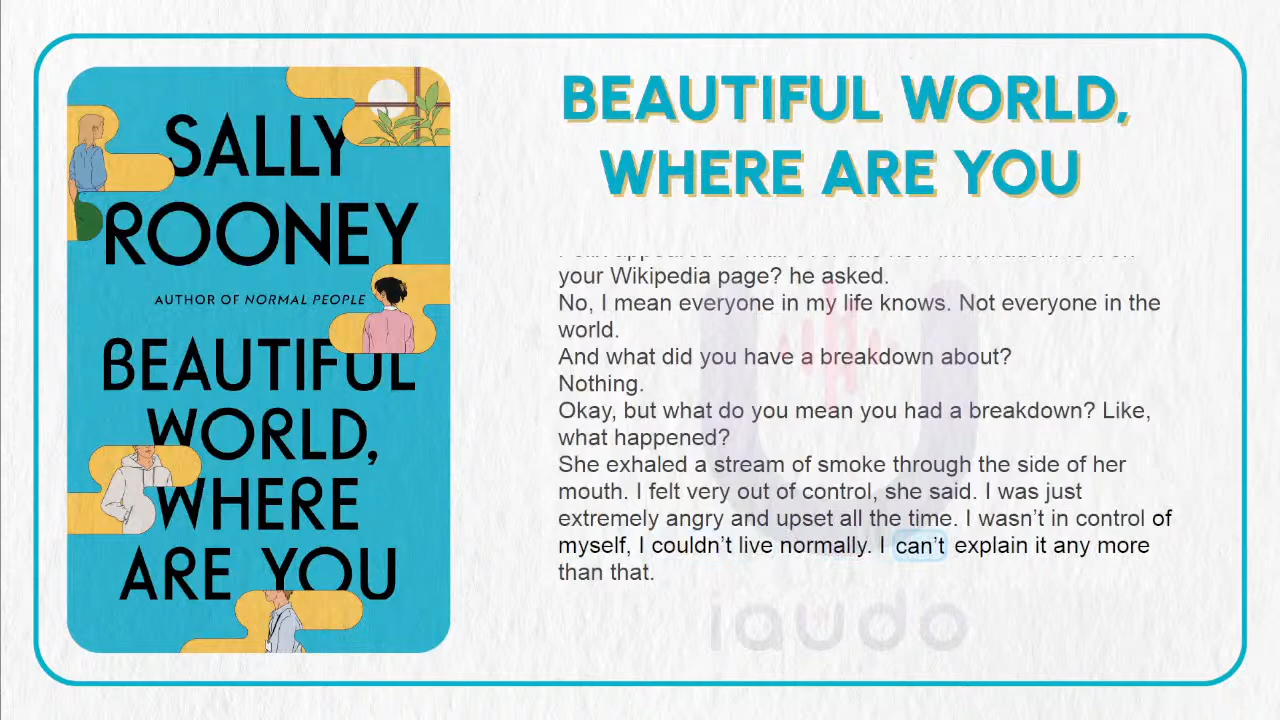 SALLY
ROONEY
AUTHOR OF NORMAL PEOPLE
BEAUTIFUL
WORLD,
WHERE
ARE YOU
BEAUTIFUL WORLD,
WHERE ARE YOU
your Wikipedia page? he asked.
No, I mean everyone in my life knows. Not everyone in the
world.
And what did you have a breakdown about?
Nothing.
Okay, but what do you mean you had a breakdown? Like,
what happened?
She exhaled a stream of smoke through the side of her
mouth. I felt very out of control, she said. I was just
extremely angry and upset all the time. I wasn’t in control of
myself, I couldn’t live normally. I can’t explain it any more
than that.
iaudo